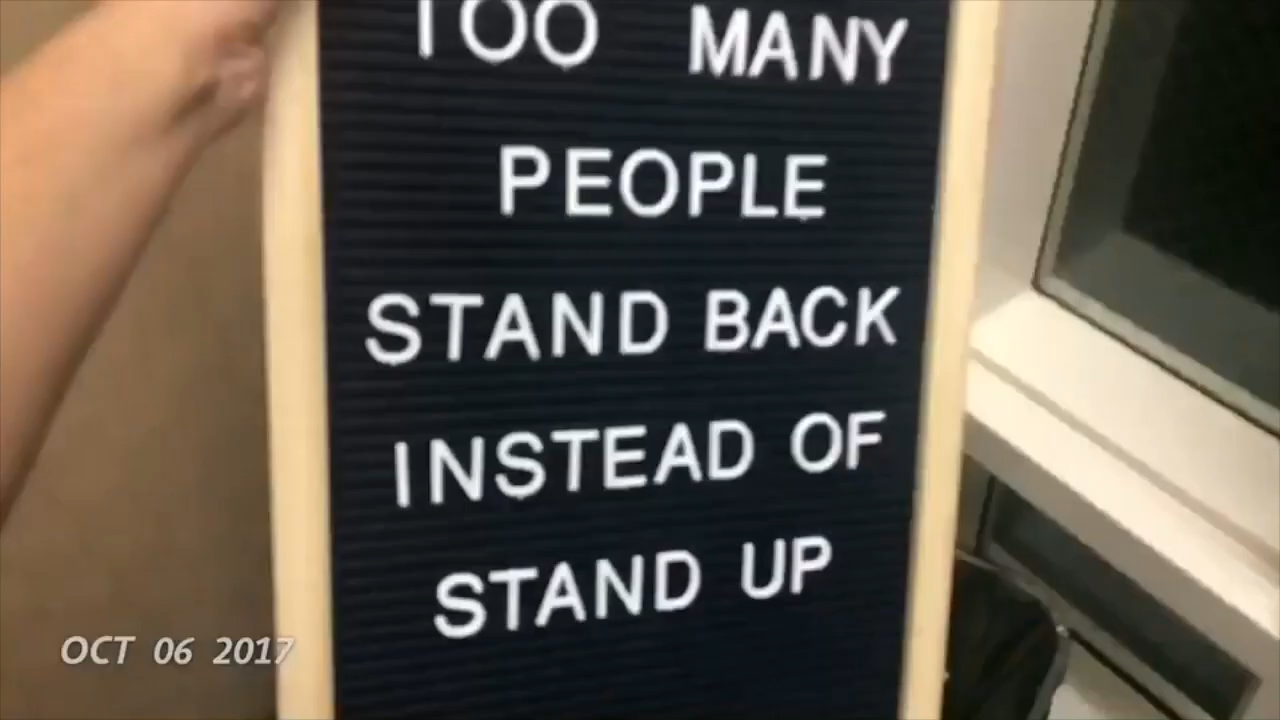 TOO MANY
PEOPLE
STAND BACK
INSTEAD OF
STAND UP
OCT 06 2017